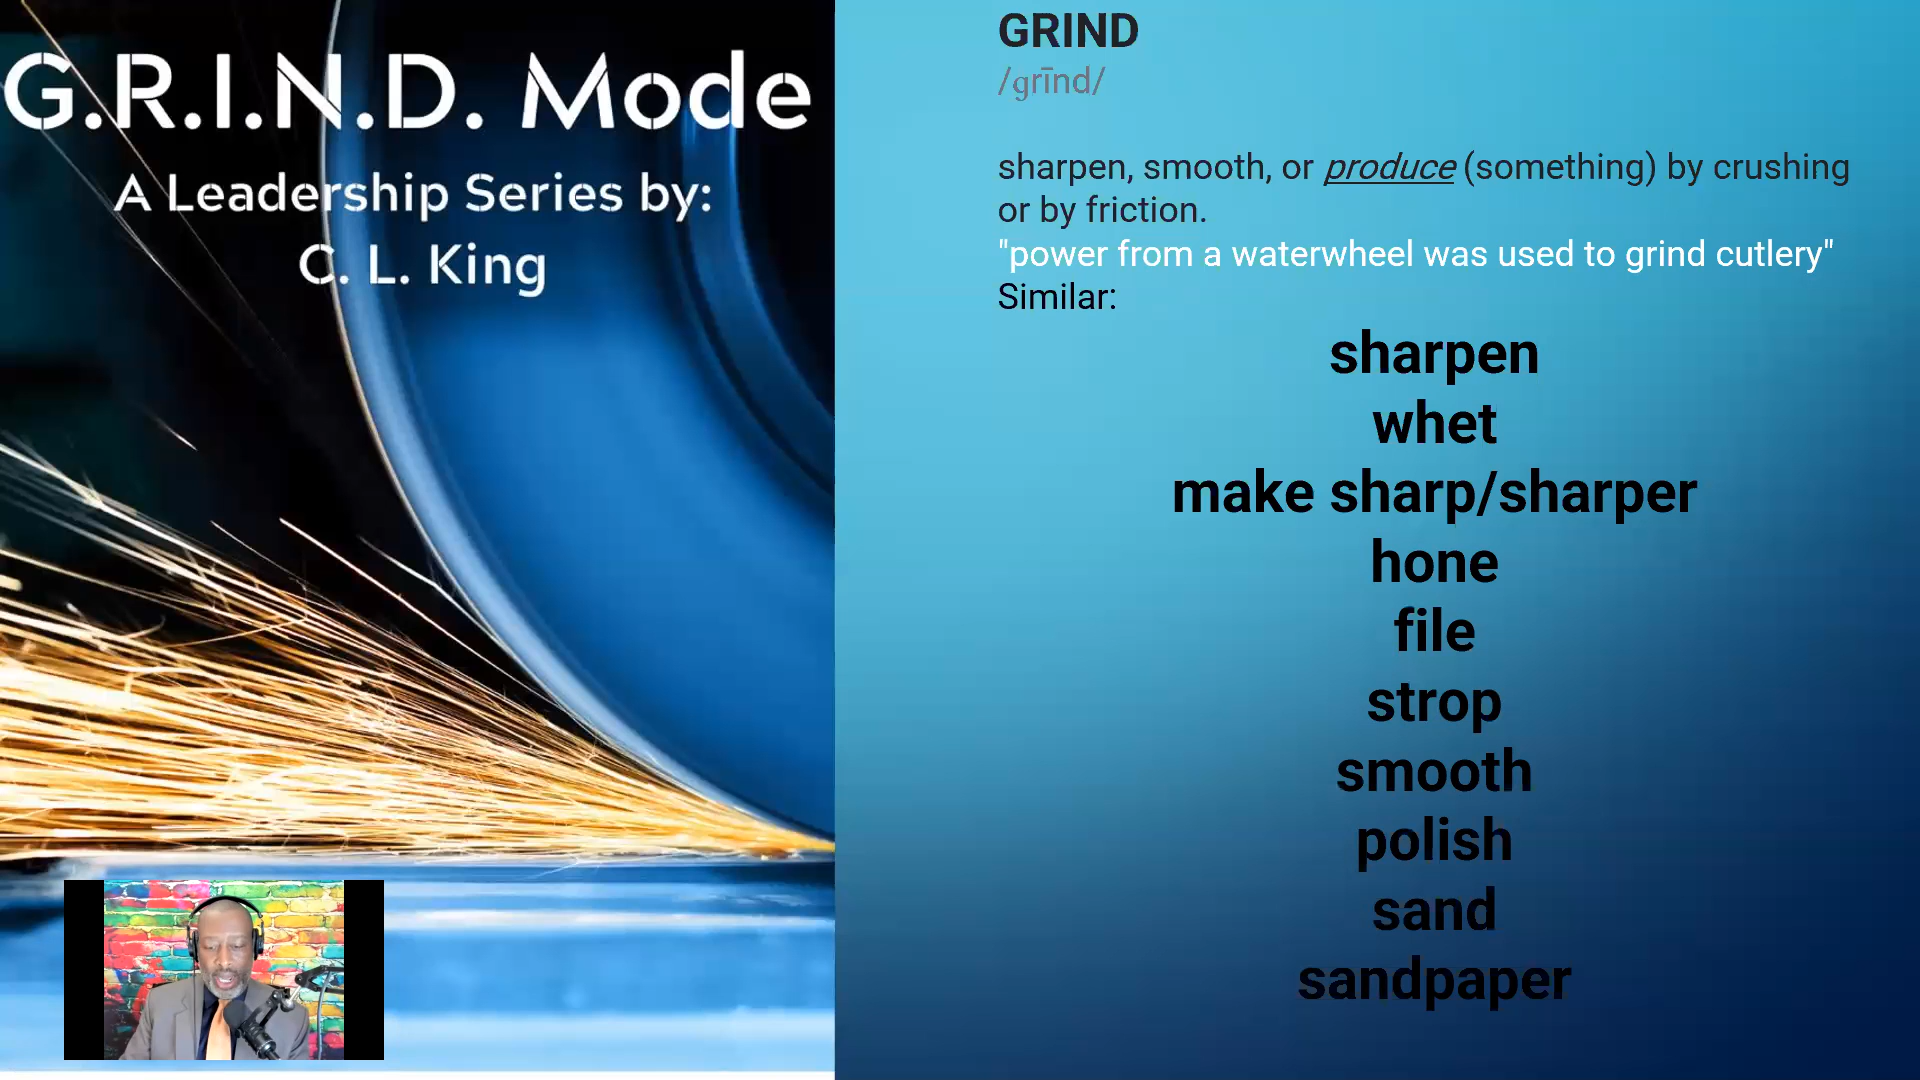 G.R.I.N.D. Mode
A Leadership Series by:
C. L. King
GRIND
/ɡrīnd/
sharpen, smooth, or produce (something) by crushing
or by friction.
"power from a waterwheel was used to grind cutlery"
Similar:
sharpen
whet
make sharp/sharper
hone
file
strop
smooth
polish
sand
sandpaper